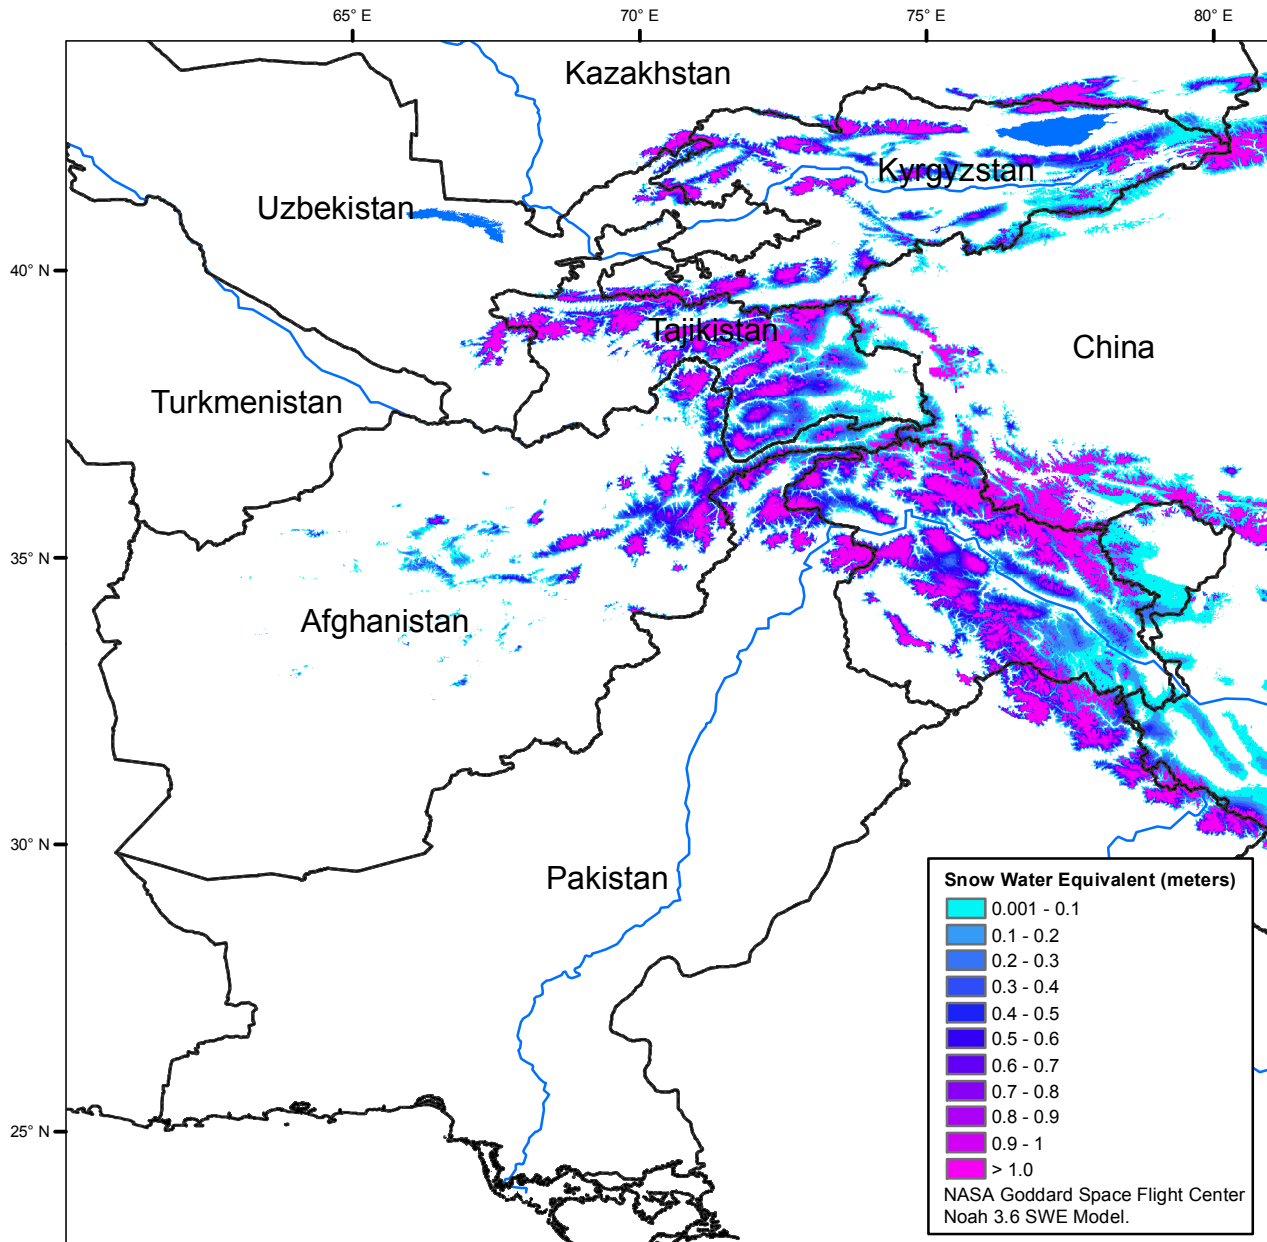 65° E
70° E
75° E
80° E
Kazakhstan
Kyrgyzstan
Uzbekistan
40° N
Tajikistan
China
Turkmenistan
35° N
Afghanistan
30° N
Pakistan
25° N
Snow Water Equivalent (meters)
0.001 - 0.1
0.1 - 0.2
0.2 - 0.3
0.3 - 0.4
0.4 - 0.5
0.5 - 0.6
0.6 - 0.7
0.7 - 0.8
0.8 - 0.9
0.9 - 1
> 1.0
NASA Goddard Space Flight Center
Noah 3.6 SWE Model.